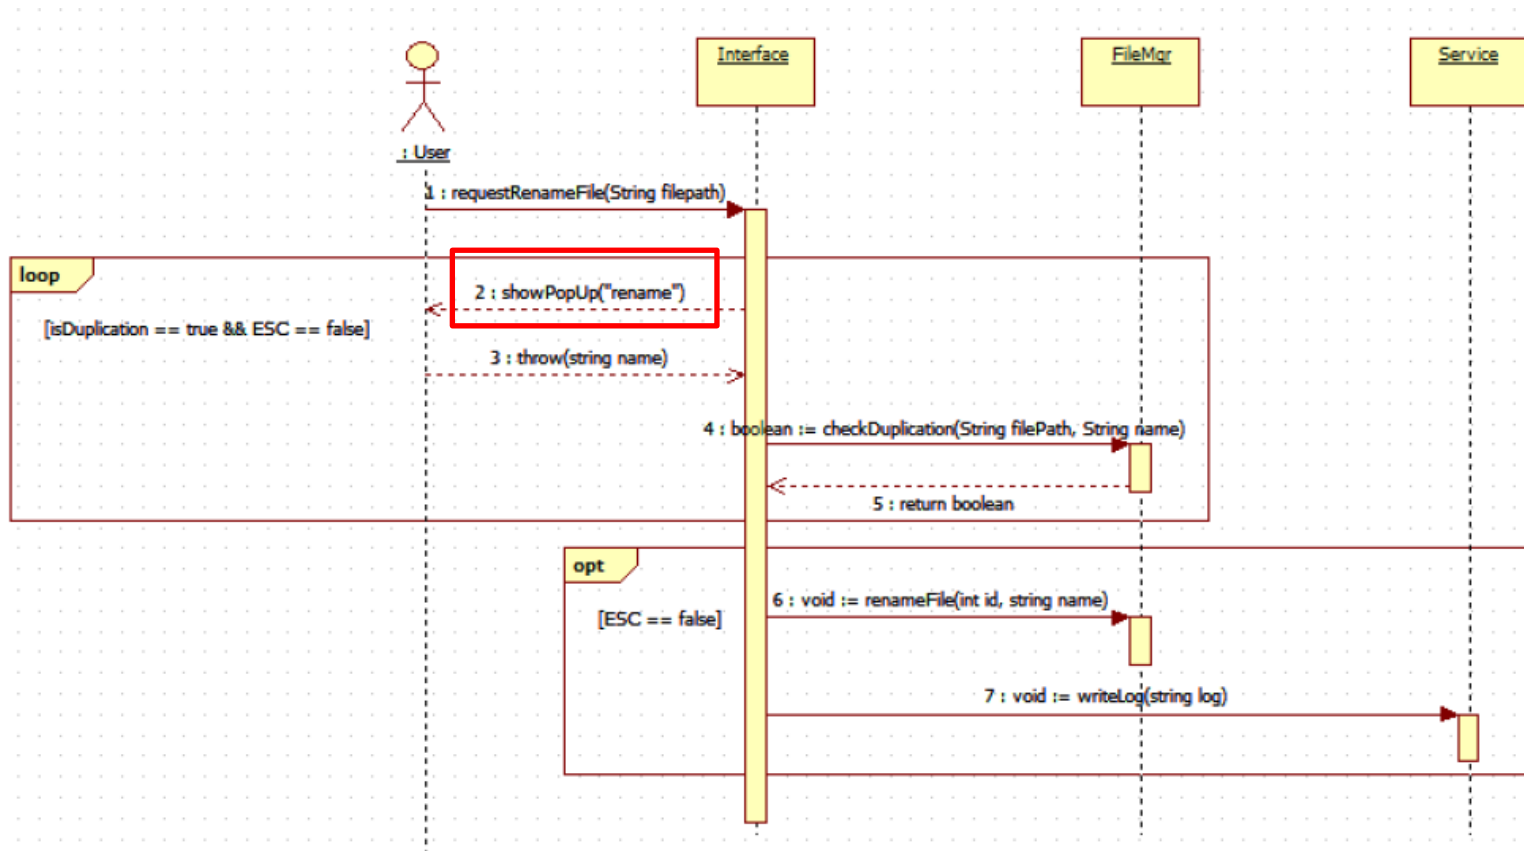 Interface
FileMgr
Service
: User
1 : requestRenameFile(String filepath)
loop
2 : showPopUp("rename")
[isDuplication == true && ESC == false]
3 : throw(string name)
4 : boolean := checkDuplication(String filePath, String name)
5 : return boolean
opt
6 : void := renameFile(int id, string name)
[ESC == false]
7 : void := writeLog(string log)